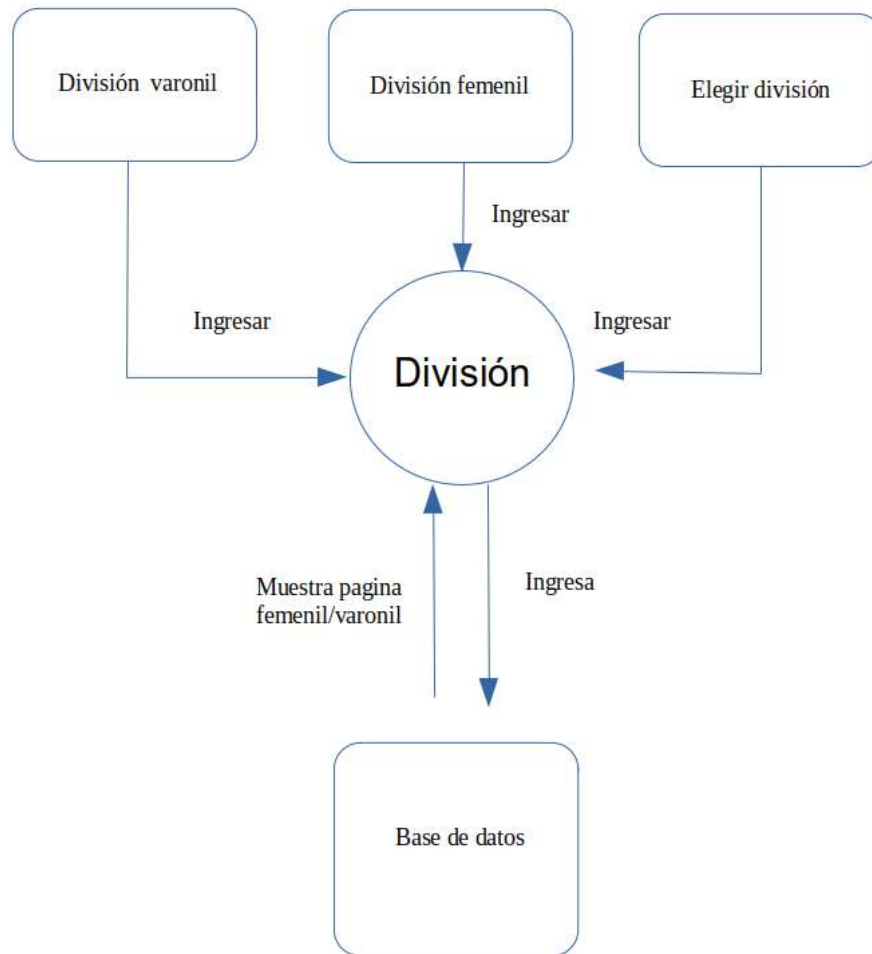 División varonil
División femenil
Elegir división
Ingresar
Ingresar
Ingresar
División
Muestra pagina
femenil/varonil
Ingresa
Base de datos